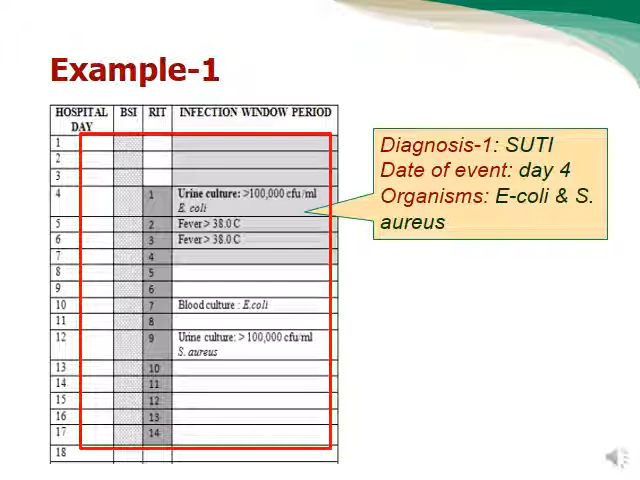 Example-1
HOSPITAL DAY BSI RIT INFECTION WINDOW PERIOD
1
2
3
4 1 Urine culture: >100,000 cfu/ml
E. coli
5 2 Fever > 38.0 C
6 3 Fever > 38.0 C
7 4
8 5
9 6
10 7 Blood culture : E.coli
11 8
12 9 Urine culture: > 100,000 cfu/ml
S. aureus
13 10
14 11
15 12
16 13
17 14
18
Diagnosis-1: SUTI
Date of event: day 4
Organisms: E-coli & S.
aureus